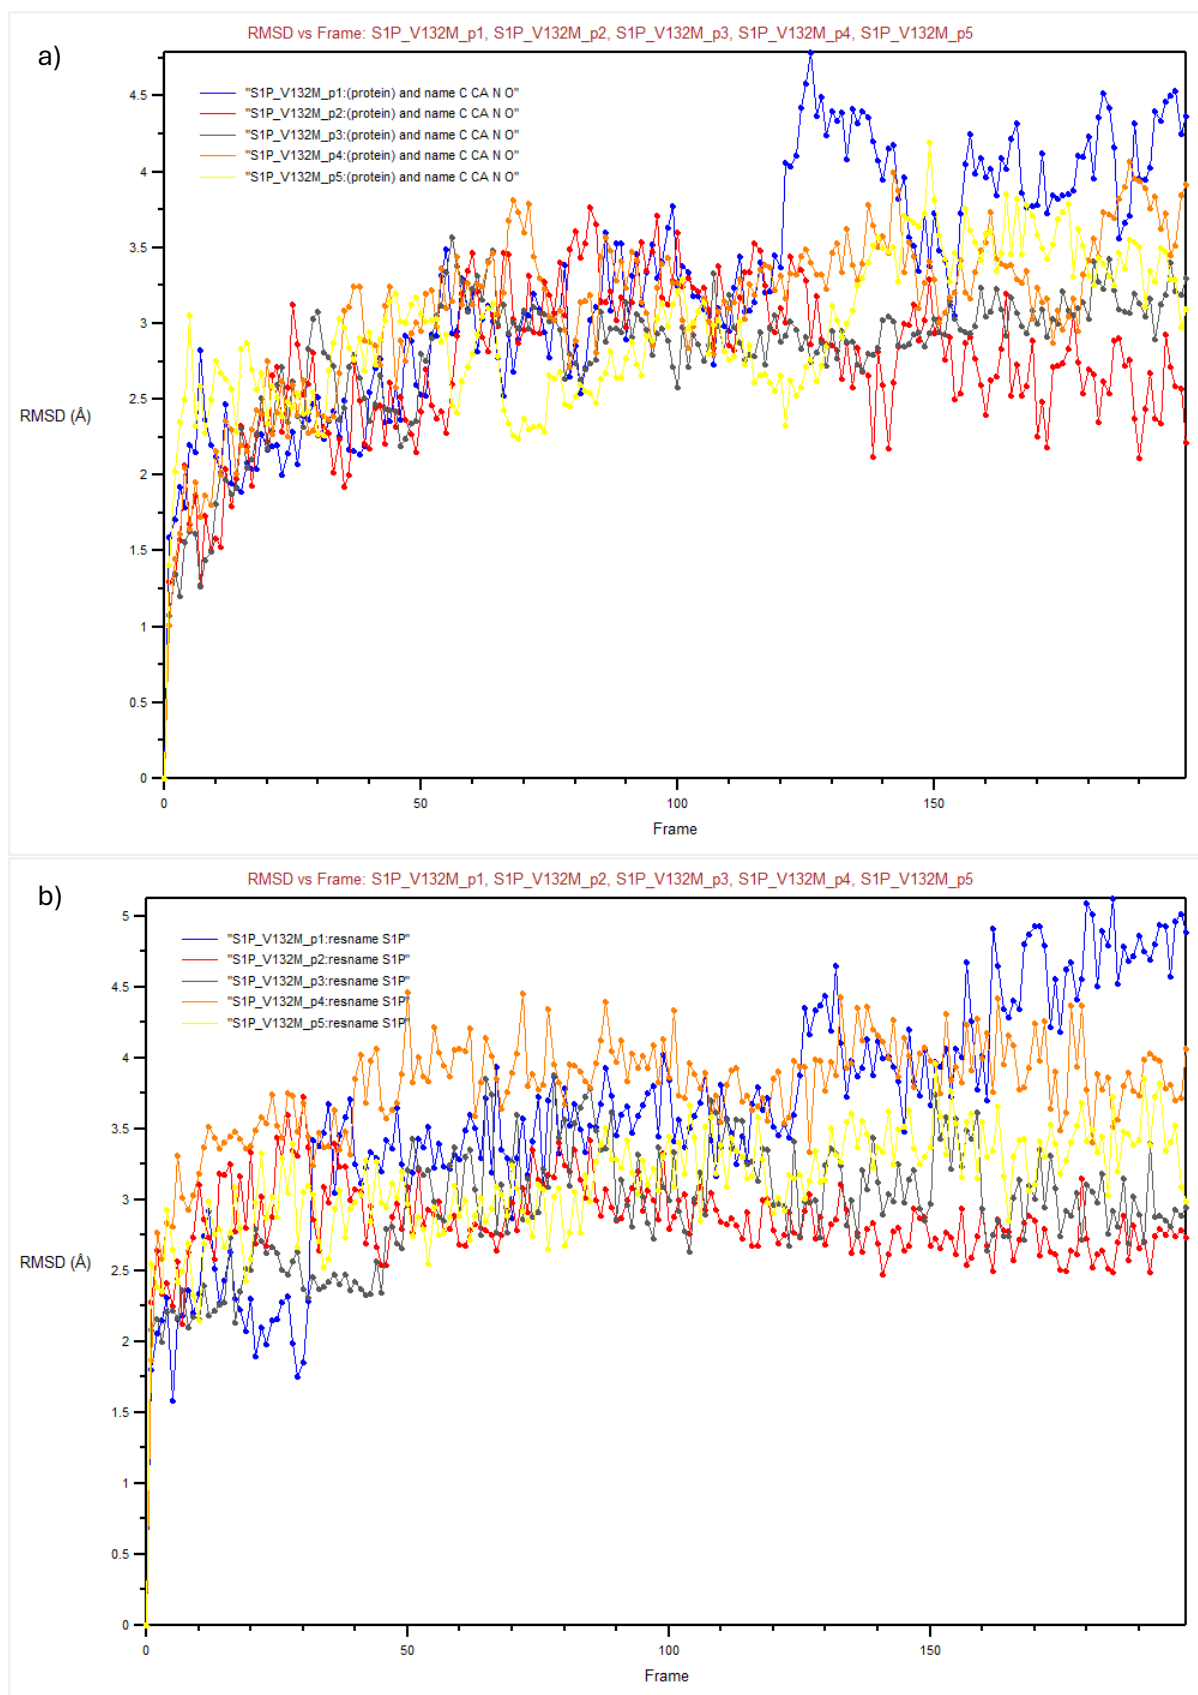 a)
RMSD vs Frame: S1P_V132M_p1, S1P_V132M_p2, S1P_V132M_p3, S1P_V132M_p4, S1P_V132M_p5
"S1P_V132M_p1:(protein) and name C CA N O"
"S1P_V132M_p2:(protein) and name C CA N O"
"S1P_V132M_p3:(protein) and name C CA N O"
"S1P_V132M_p4:(protein) and name C CA N O"
"S1P_V132M_p5:(protein) and name C CA N O"
4.5
4
3.5
3
2.5
2
1.5
1
0.5
0
RMSD (Å)
0 50 100 150
Frame
b)
RMSD vs Frame: S1P_V132M_p1, S1P_V132M_p2, S1P_V132M_p3, S1P_V132M_p4, S1P_V132M_p5
"S1P_V132M_p1:resname S1P"
"S1P_V132M_p2:resname S1P"
"S1P_V132M_p3:resname S1P"
"S1P_V132M_p4:resname S1P"
"S1P_V132M_p5:resname S1P"
5
4.5
4
3.5
3
2.5
2
1.5
1
0.5
0
RMSD (Å)
0 50 100 150
Frame